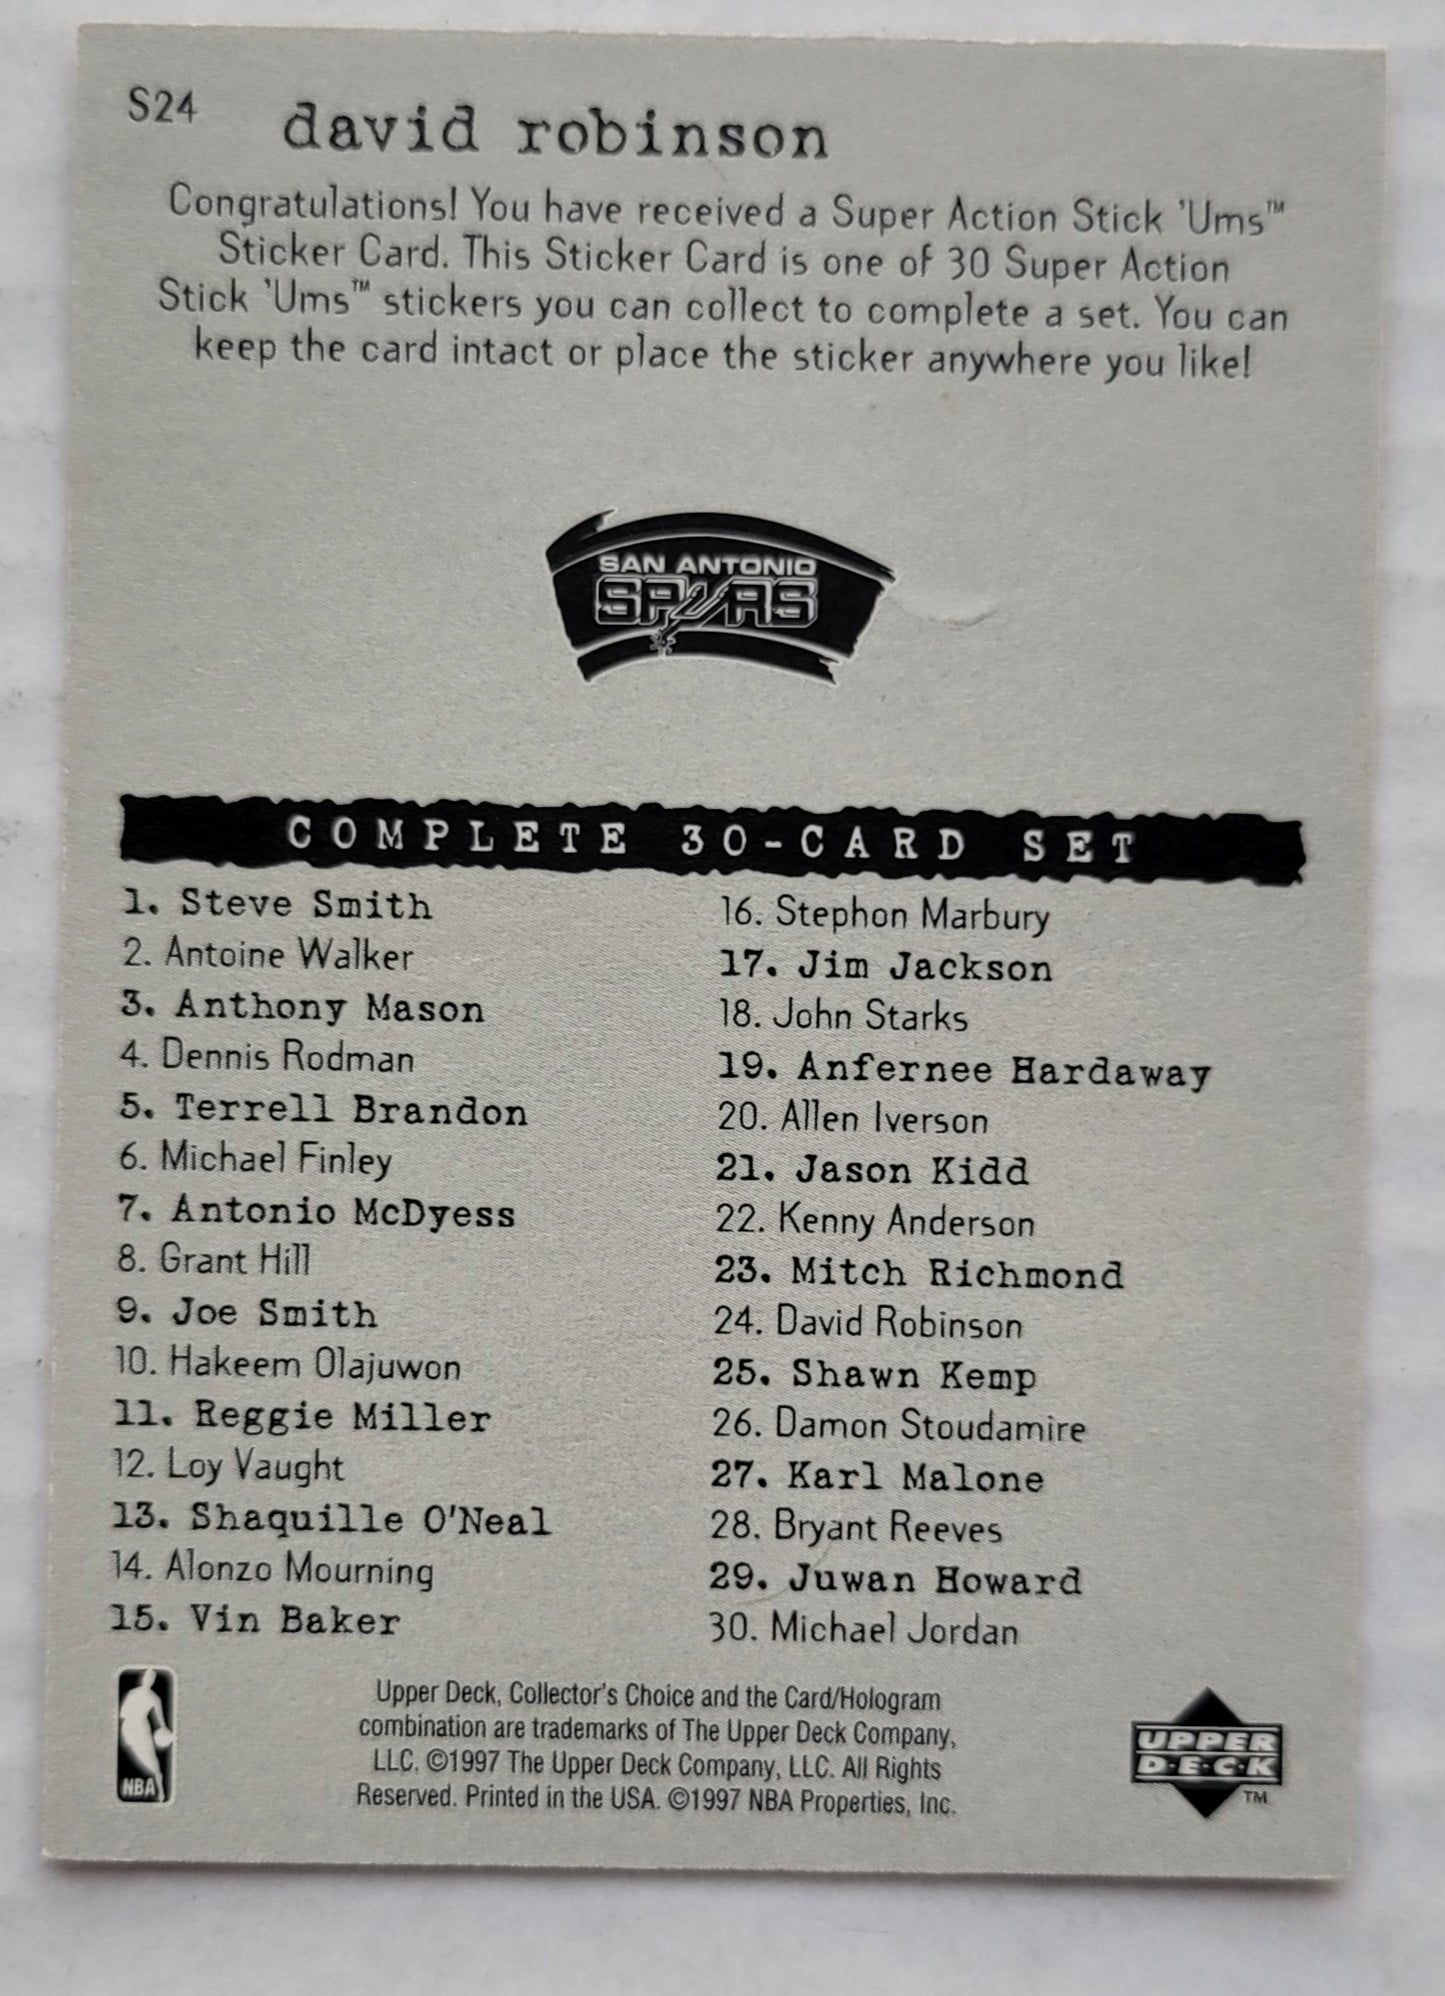 S24
david robinson
Congratulations! You have received a Super Action Stick 'Ums™
Sticker Card. This Sticker Card is one of 30 Super Action
Stick 'Ums™ stickers you can collect to complete a set. You can
keep the card intact or place the sticker anywhere you like!
SAN ANTONIO
SPURS
COMPLETE 30-CARD SET
1. Steve Smith
2. Antoine Walker
3. Anthony Mason
4. Dennis Rodman
5. Terrell Brandon
6. Michael Finley
7. Antonio McDyess
8. Grant Hill
9. Joe Smith
10. Hakeem Olajuwon
11. Reggie Miller
12. Loy Vaught
13. Shaquille O'Neal
14. Alonzo Mourning
15. Vin Baker
16. Stephon Marbury
17. Jim Jackson
18. John Starks
19. Anfernee Hardaway
20. Allen Iverson
21. Jason Kidd
22. Kenny Anderson
23. Mitch Richmond
24. David Robinson
25. Shawn Kemp
26. Damon Stoudamire
27. Karl Malone
28. Bryant Reeves
29. Juwan Howard
30. Michael Jordan
NBA
Upper Deck, Collector's Choice and the Card/Hologram
combination are trademarks of The Upper Deck Company,
LLC. ©1997 The Upper Deck Company, LLC. All Rights
Reserved. Printed in the USA. ©1997 NBA Properties, Inc.
UPPER
D·E·C·K
™